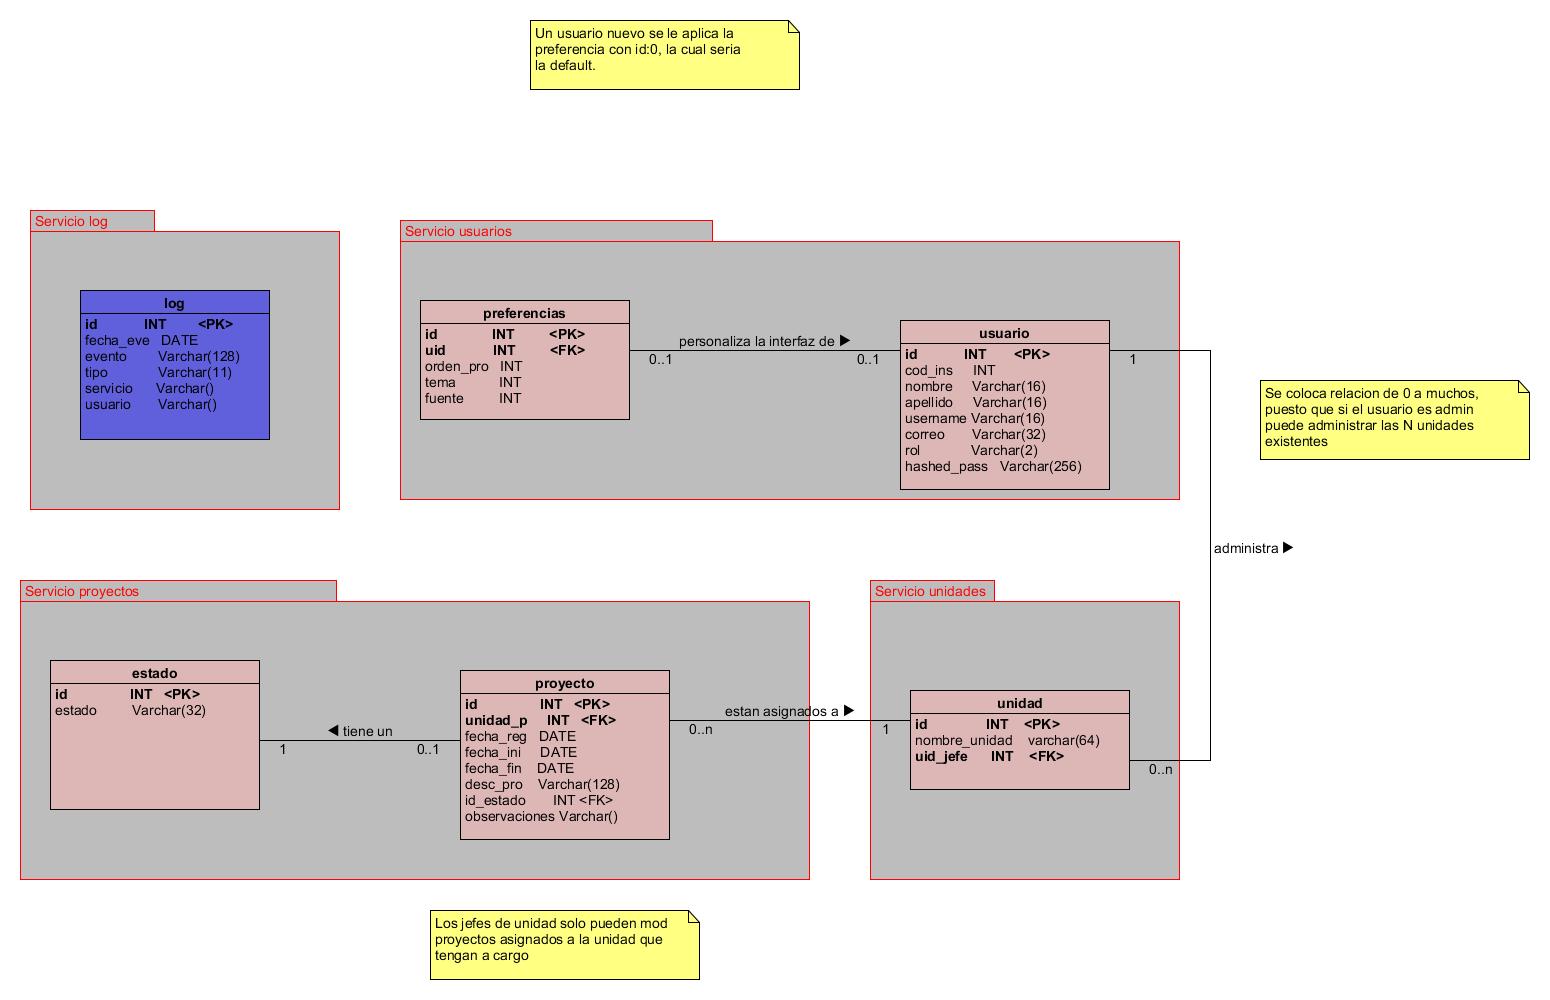 Un usuario nuevo se le aplica la
preferencia con id:0, la cual seria
la default.
Servicio log
log
id INT <PK>
fecha_eve DATE
evento Varchar(128)
tipo Varchar(11)
servicio Varchar()
usuario Varchar()
Servicio usuarios
preferencias
id INT <PK>
uid INT <FK>
orden_pro INT
tema INT
fuente INT
personaliza la interfaz de ▶
0..1
0..1
usuario
id INT <PK>
cod_ins INT
nombre Varchar(16)
apellido Varchar(16)
username Varchar(16)
correo Varchar(32)
rol Varchar(2)
hashed_pass Varchar(256)
1
Se coloca relacion de 0 a muchos,
puesto que si el usuario es admin
puede administrar las N unidades
existentes
administra ▶
Servicio proyectos
estado
id INT <PK>
estado Varchar(32)
◀ tiene un
1
0..1
proyecto
id INT <PK>
unidad_p INT <FK>
fecha_reg DATE
fecha_ini DATE
fecha_fin DATE
desc_pro Varchar(128)
id_estado INT <FK>
observaciones Varchar()
estan asignados a ▶
0..n
1
Servicio unidades
unidad
id INT <PK>
nombre_unidad varchar(64)
uid_jefe INT <FK>
0..n
Los jefes de unidad solo pueden mod
proyectos asignados a la unidad que
tengan a cargo